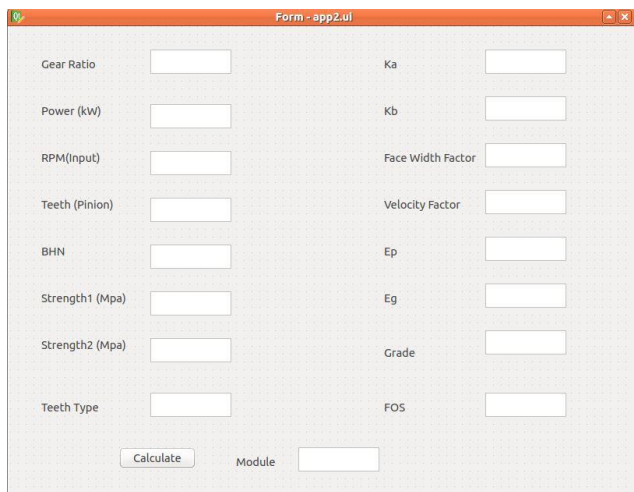 Form - app2.ui
Gear Ratio
Ka
Power (kW)
Kb
RPM(Input)
Face Width Factor
Teeth (Pinion)
Velocity Factor
BHN
Ep
Strength1 (Mpa)
Eg
Strength2 (Mpa)
Grade
Teeth Type
FOS
Calculate
Module